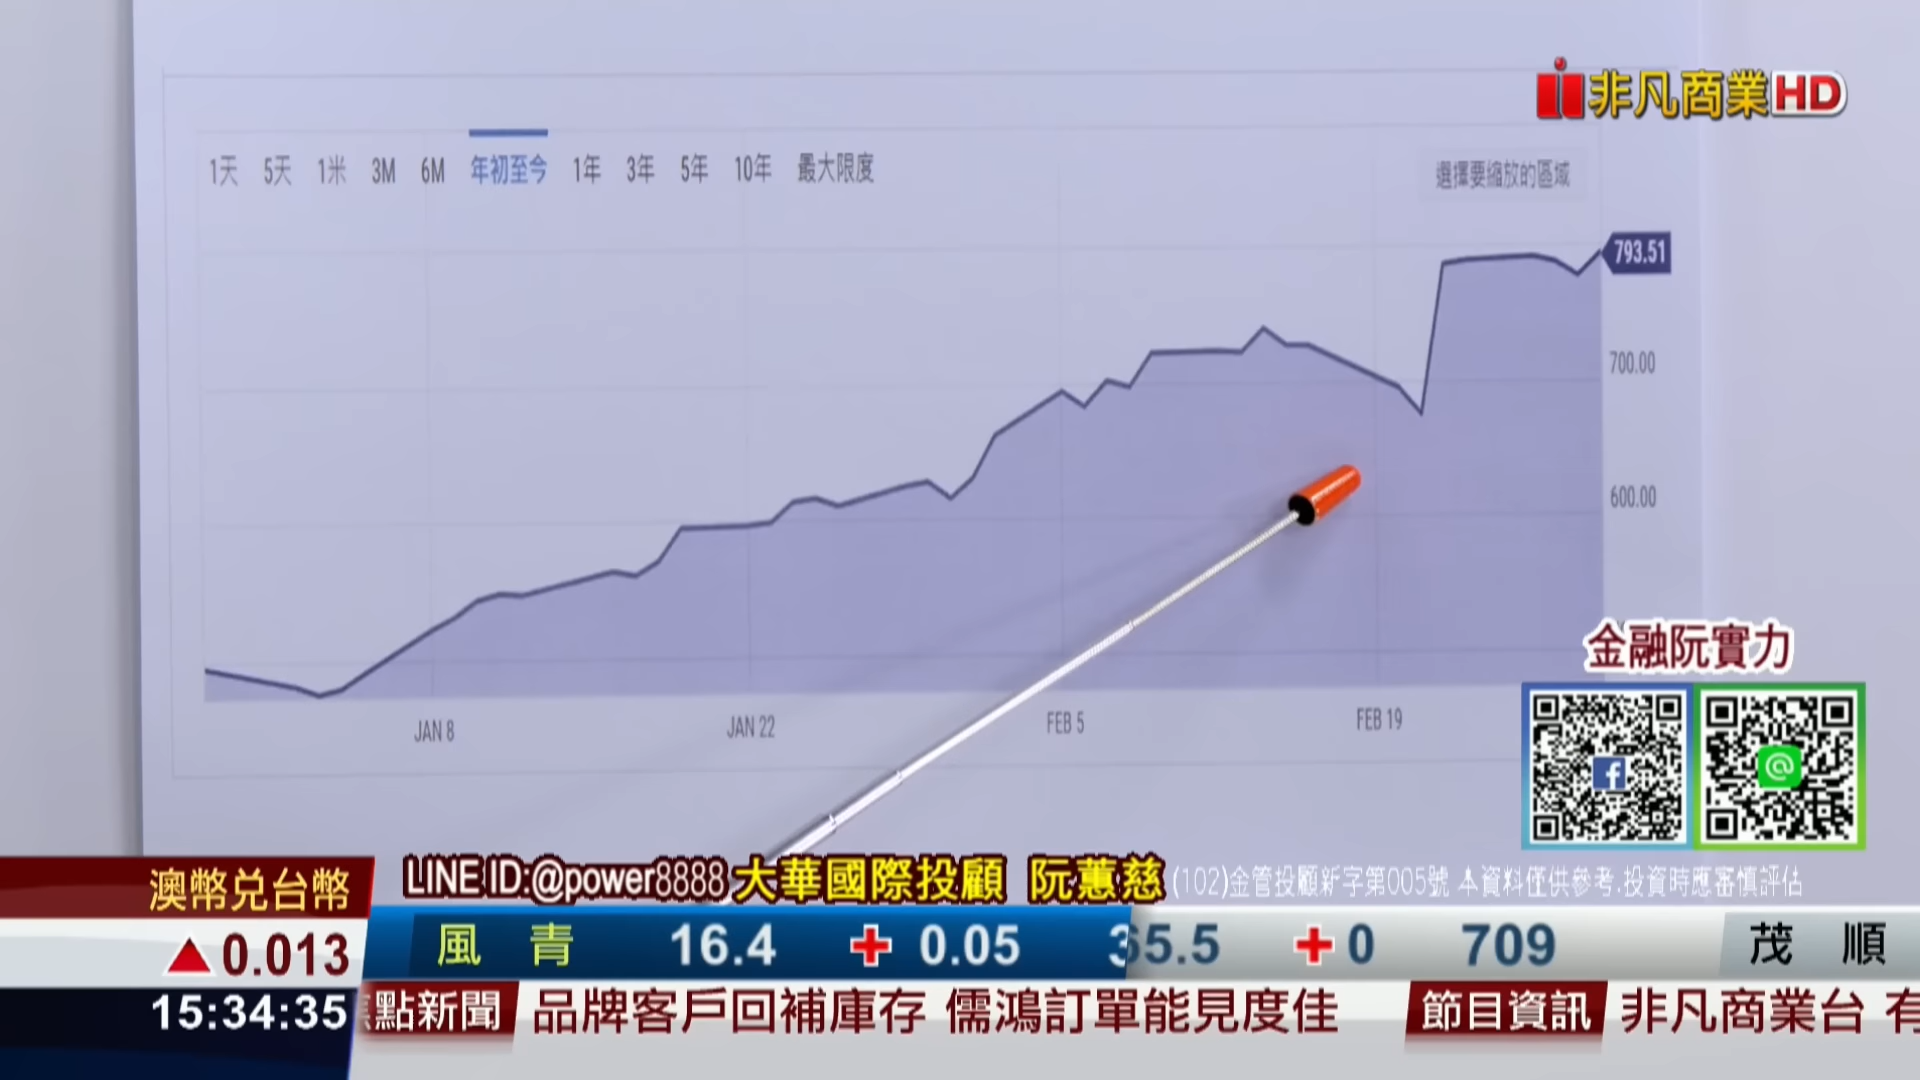 非凡商業HD
1天 5天 1米 3M 6M 年初至今 1年 3年 5年 10年 最大限度
選擇要縮放的區域
793.51
700.00
600.00
JAN 8 JAN 22 FEB 5 FEB 19
金融阮實力
LINE ID:@power8888 大華國際投顧 阮蕙慈 (102)金管投顧新字第005號 本資料僅供參考.投資時應審慎評估
澳幣兌台幣
▲0.013
風青 16.4 + 0.05 65.5 + 0 709 茂順
15:34:35
點新聞 品牌客戶回補庫存 儒鴻訂單能見度佳 節目資訊 非凡商業台 有